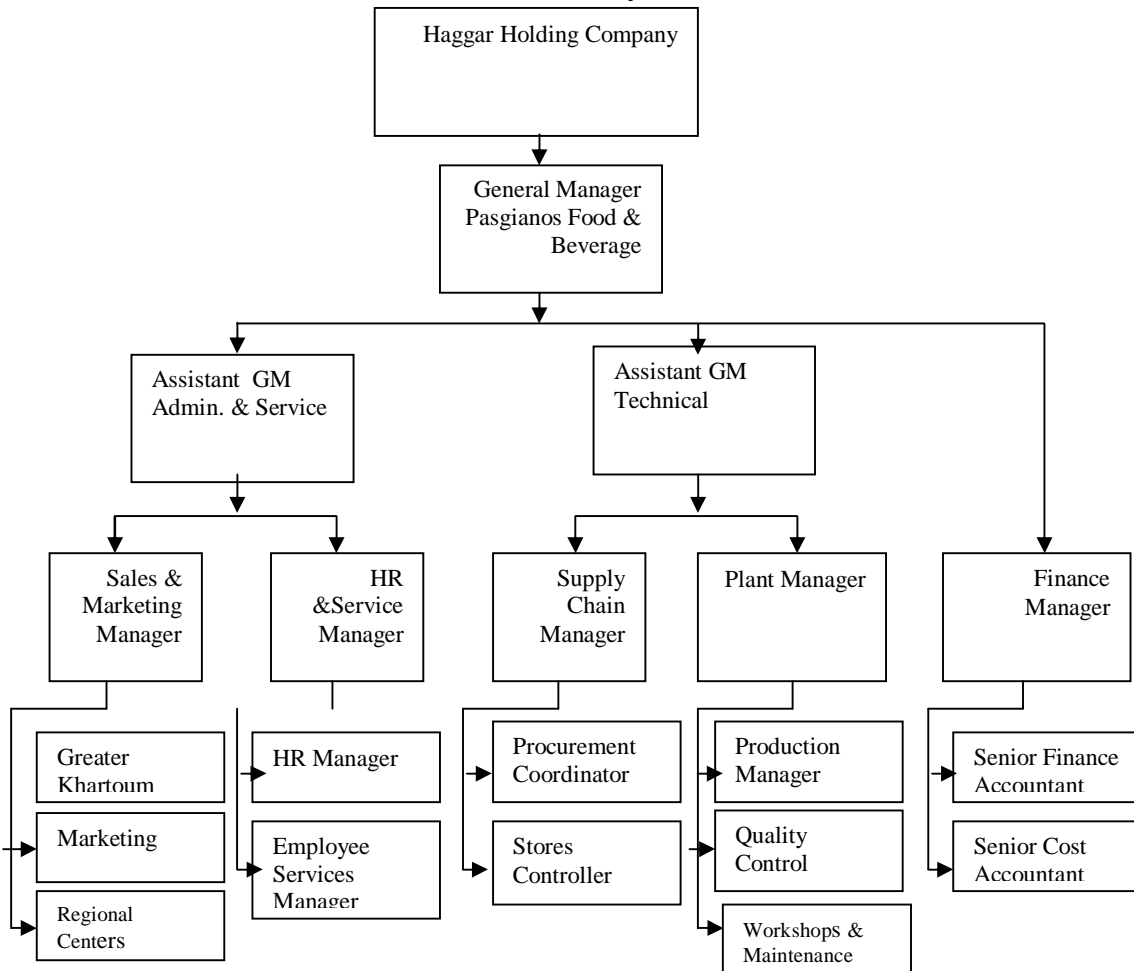 Haggar Holding Company
General Manager
Pasgianos Food &
Beverage
Assistant GM
Admin. & Service
Assistant GM
Technical
Sales &
Marketing
Manager
HR
&Service
Manager
Supply
Chain
Manager
Plant Manager
Finance
Manager
Greater
Khartoum
Marketing
Regional
Centers
HR Manager
Employee
Services
Manager
Procurement
Coordinator
Stores
Controller
Production
Manager
Quality
Control
Workshops &
Maintenance
Senior Finance
Accountant
Senior Cost
Accountant